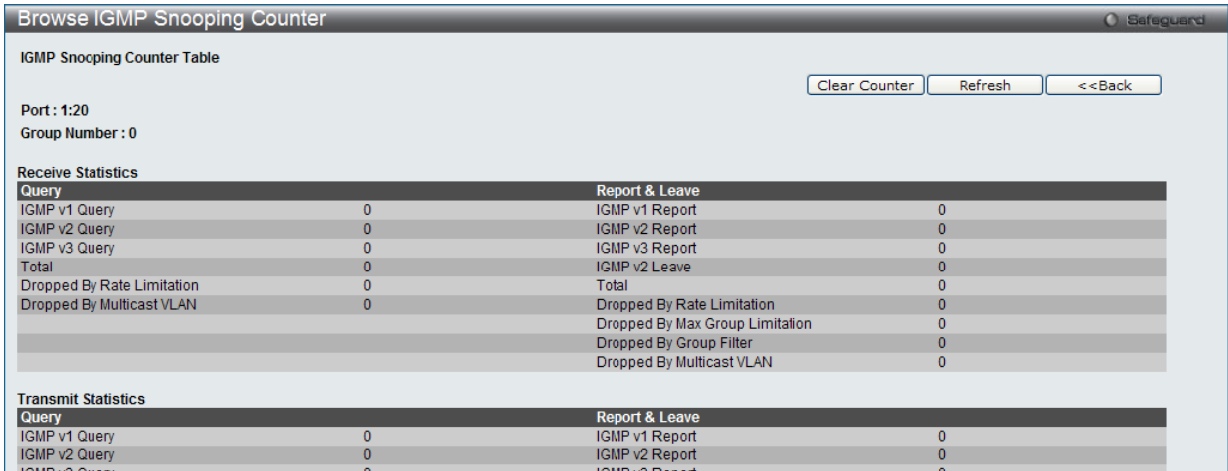 Browse IGMP Snooping Counter
Safeguard
IGMP Snooping Counter Table
Clear Counter Refresh <<Back
Port : 1:20
Group Number : 0
Receive Statistics
Query Report & Leave
IGMP v1 Query 0 IGMP v1 Report 0
IGMP v2 Query 0 IGMP v2 Report 0
IGMP v3 Query 0 IGMP v3 Report 0
Total 0 IGMP v2 Leave 0
Dropped By Rate Limitation 0 Total 0
Dropped By Multicast VLAN 0 Dropped By Rate Limitation 0
Dropped By Max Group Limitation 0
Dropped By Group Filter 0
Dropped By Multicast VLAN 0
Transmit Statistics
Query Report & Leave
IGMP v1 Query 0 IGMP v1 Report 0
IGMP v2 Query 0 IGMP v2 Report 0